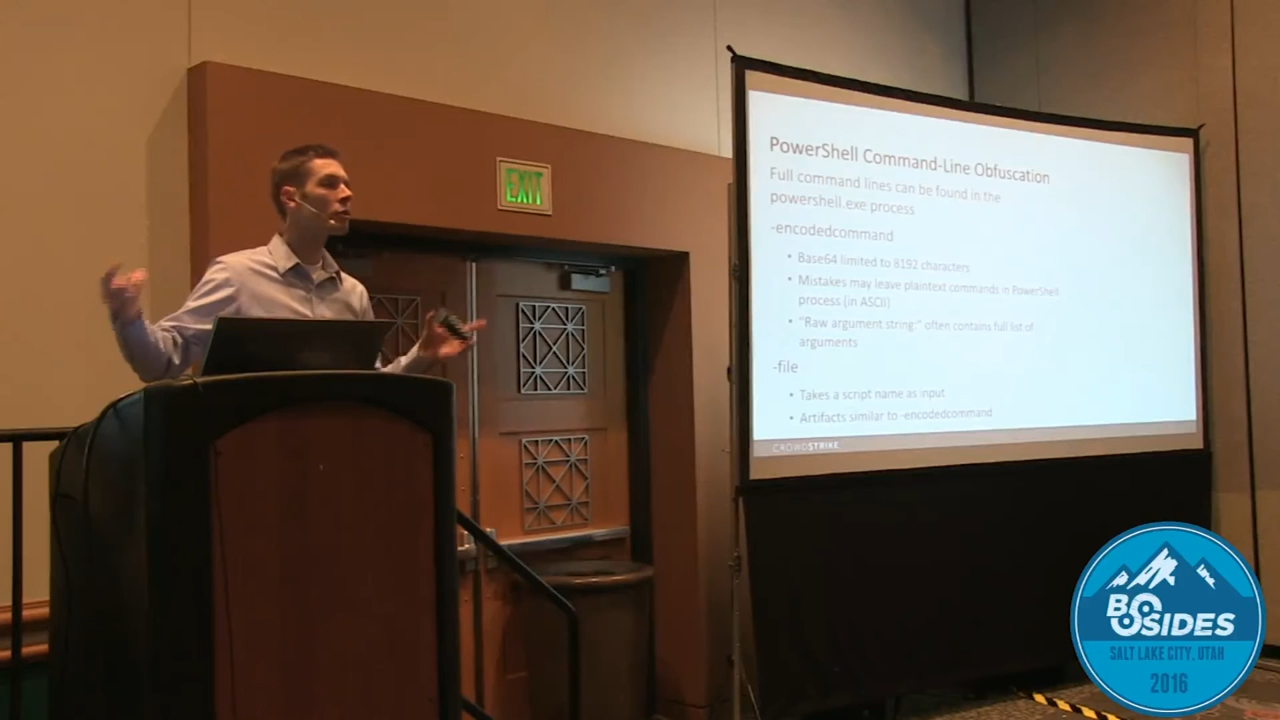 EXIT
PowerShell Command-Line Obfuscation
Full command lines can be found in the
powershell.exe process
-encodedcommand
• Base64 limited to 8192 characters
• Mistakes may leave plaintext commands in PowerShell
process (in ASCII)
• "Raw argument string:" often contains full list of
arguments
-file
• Takes a script name as input
• Artifacts similar to -encodedcommand
CROWDSTRIKE
BSIDES
SALT LAKE CITY, UTAH
2016